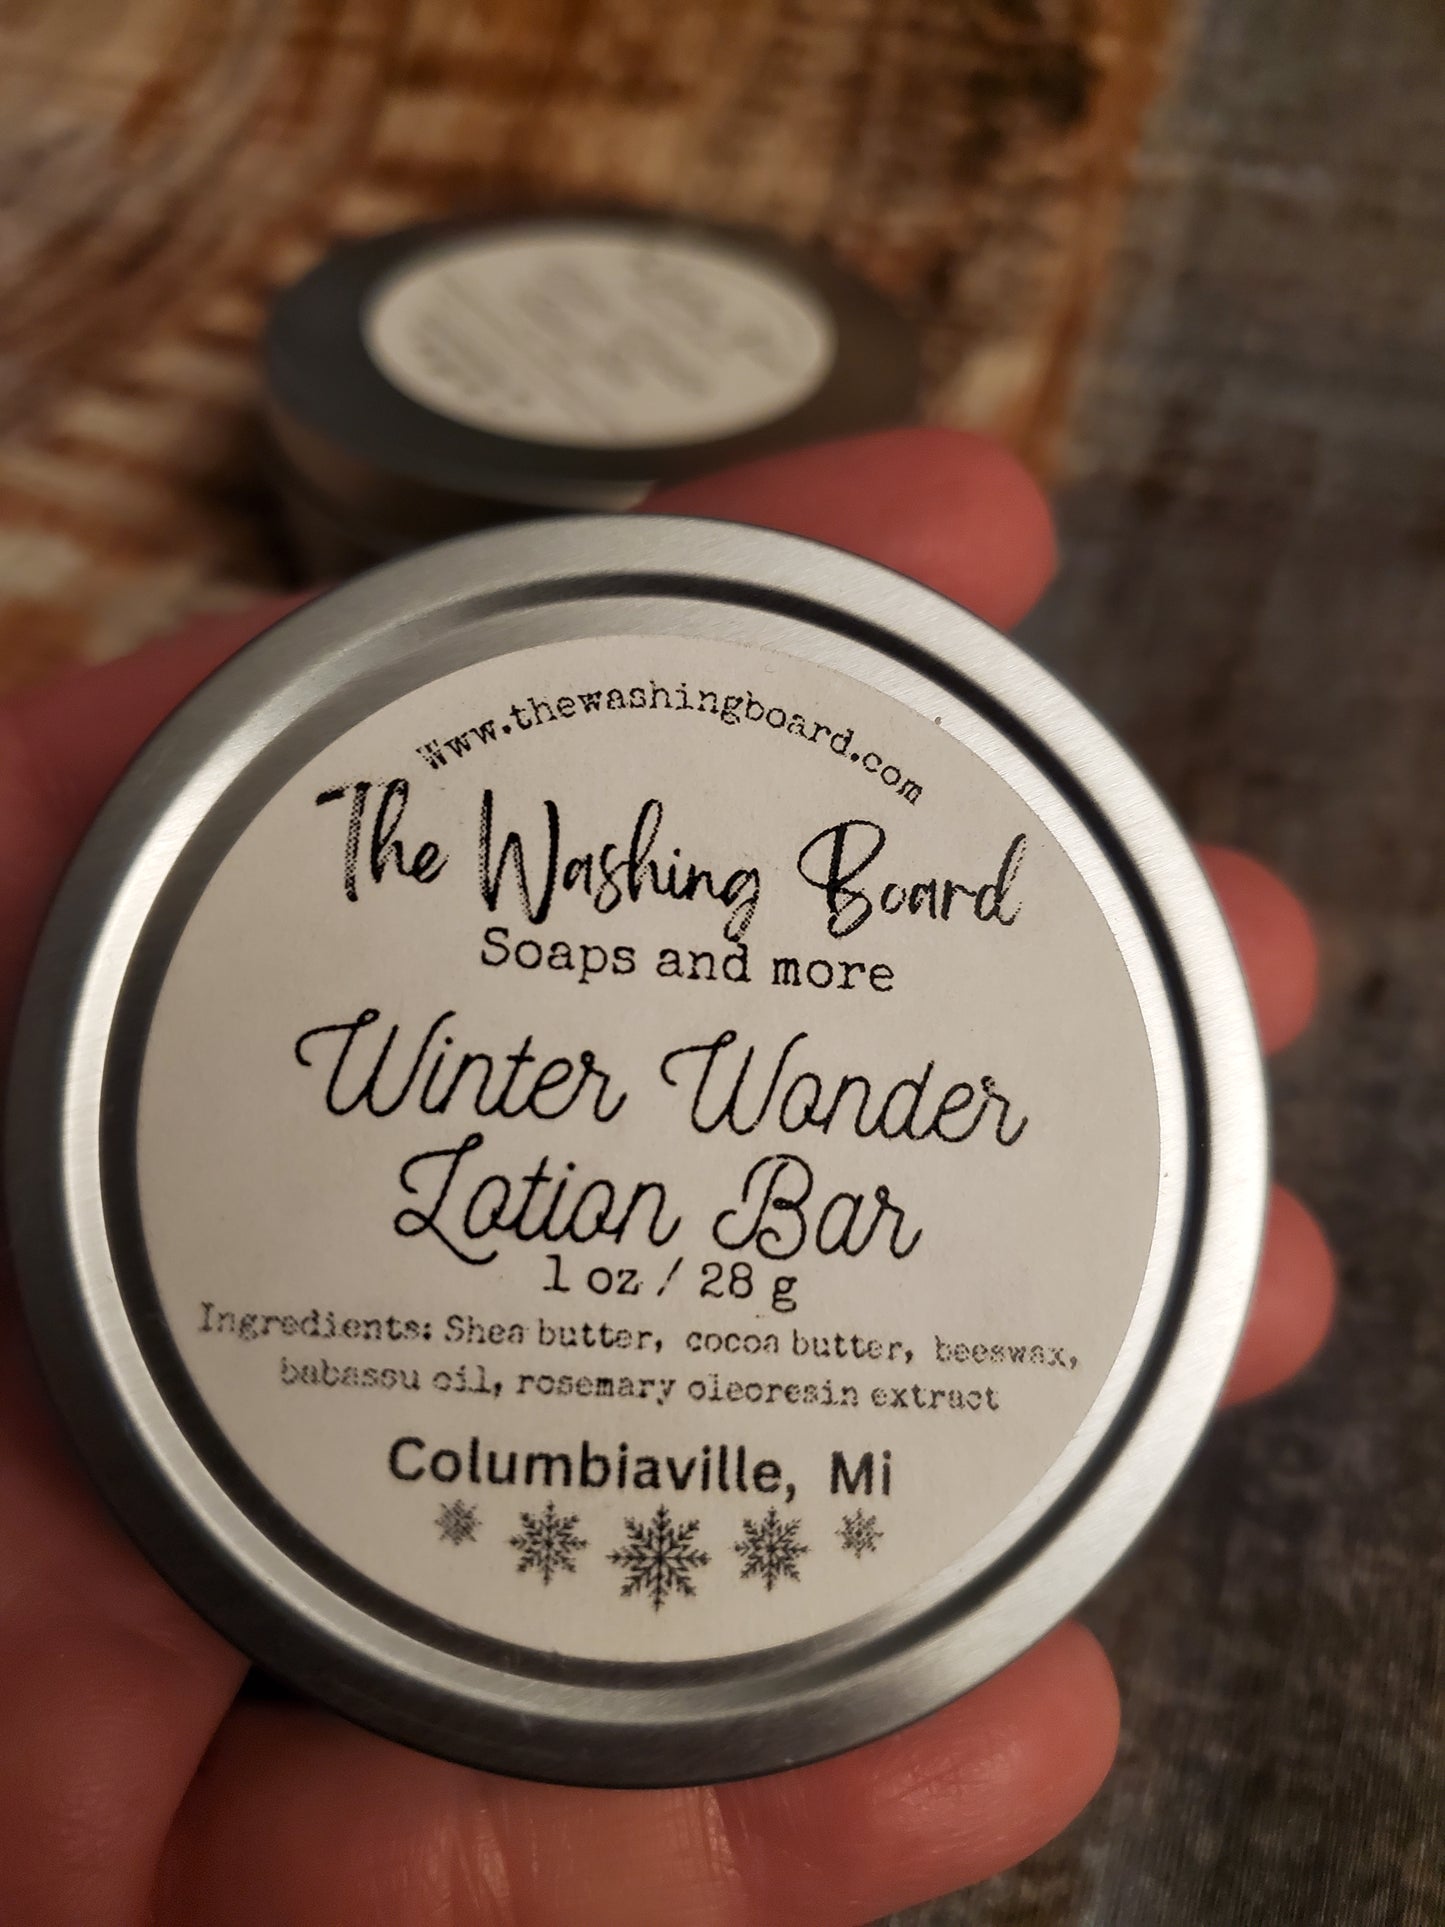 www.thewashingboard.com
The Washing Board
Soaps and more
Winter Wonder
Lotion Bar
1 oz / 28 g
Ingredients: Shea butter, cocoa butter, beeswax,
babassu oil, rosemary oleoresin extract
Columbiaville, Mi